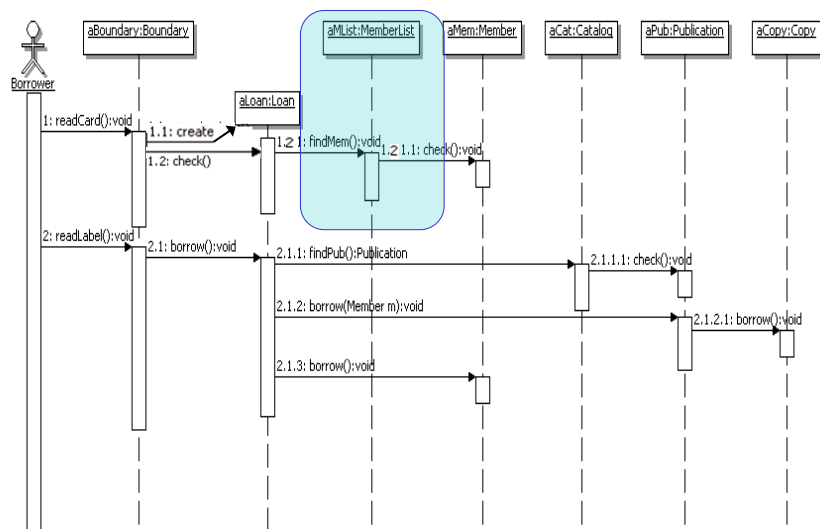 aBoundary:Boundary
aMList:MemberList
aMem:Member
aCat:Catalog
aPub:Publication
aCopy:Copy
Borrower
aLoan:Loan
1: readCard():void
1.1: create
1.2: check()
1.2 1: findMem():void
1.2 1.1: check():void
2: readLabel():void
2.1: borrow():void
2.1.1: findPub():Publication
2.1.1.1: check():void
2.1.2: borrow(Member m):void
2.1.2.1: borrow():void
2.1.3: borrow():void